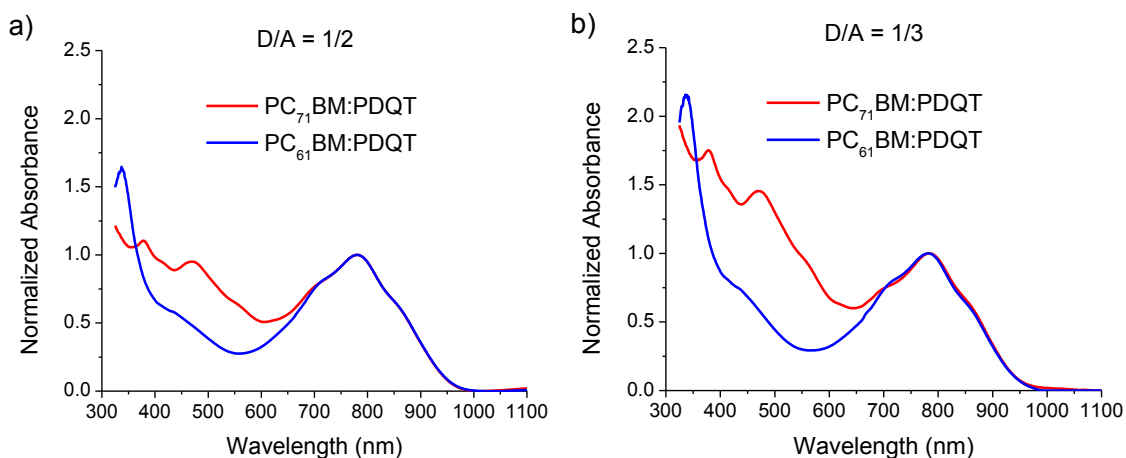 a)
D/A = 1/2
PC71BM:PDQT
PC61BM:PDQT
Normalized Absorbance
2.5
2.0
1.5
1.0
0.5
0.0
300 400 500 600 700 800 900 1000 1100
Wavelength (nm)
b)
D/A = 1/3
PC71BM:PDQT
PC61BM:PDQT
Normalized Absorbance
2.5
2.0
1.5
1.0
0.5
0.0
300 400 500 600 700 800 900 1000 1100
Wavelength (nm)